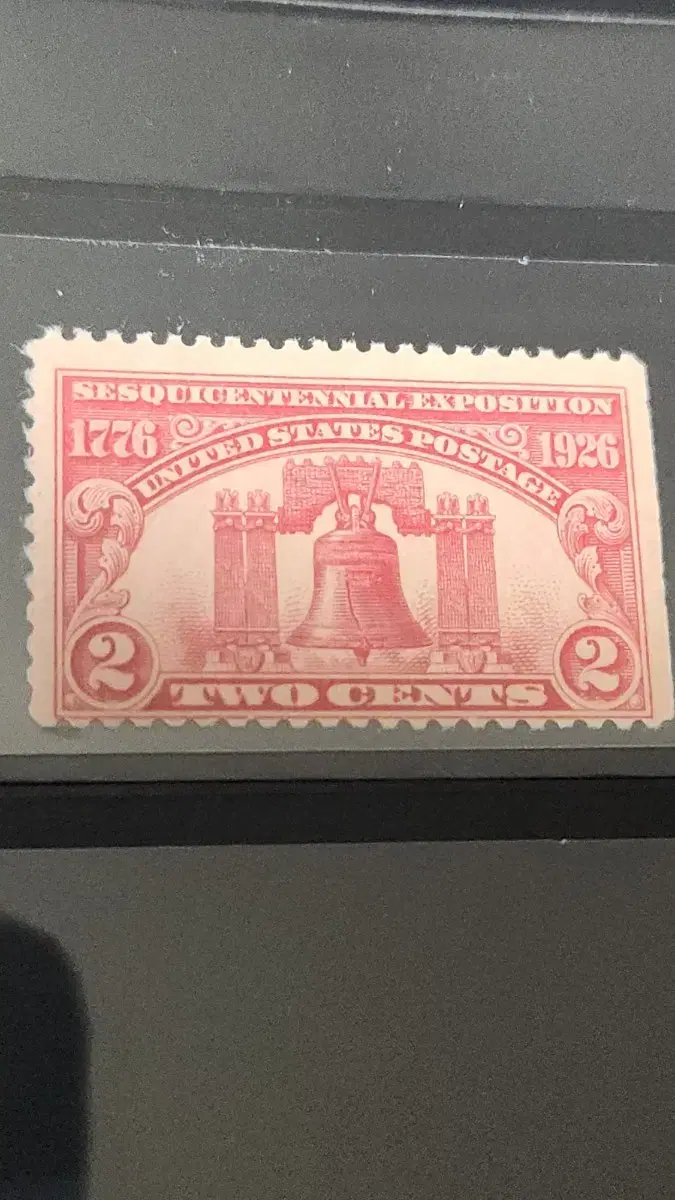 SESQUICENTENNIAL EXPOSITION
1776 1926
UNITED STATES POSTAGE
2 2
TWO CENTS